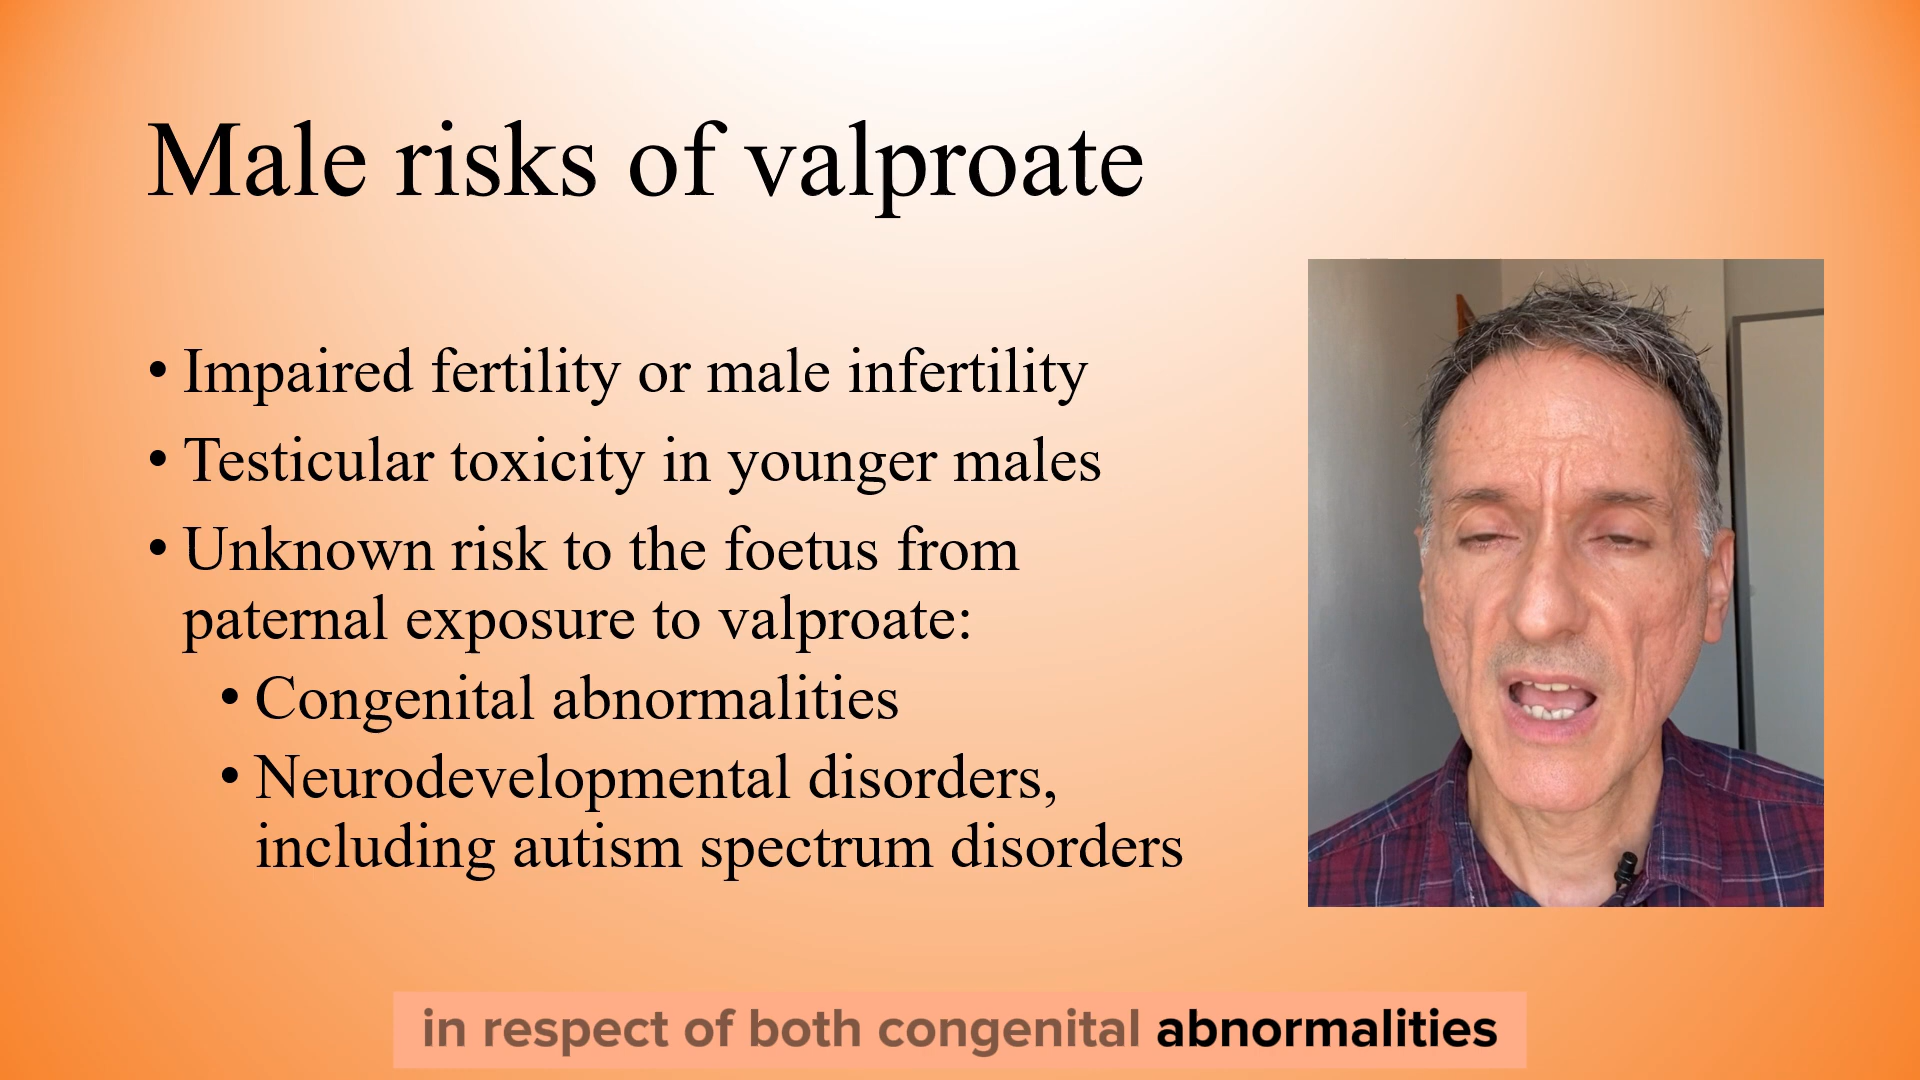 Male risks of valproate
• Impaired fertility or male infertility
• Testicular toxicity in younger males
• Unknown risk to the foetus from
paternal exposure to valproate:
• Congenital abnormalities
• Neurodevelopmental disorders,
including autism spectrum disorders
in respect of both congenital abnormalities